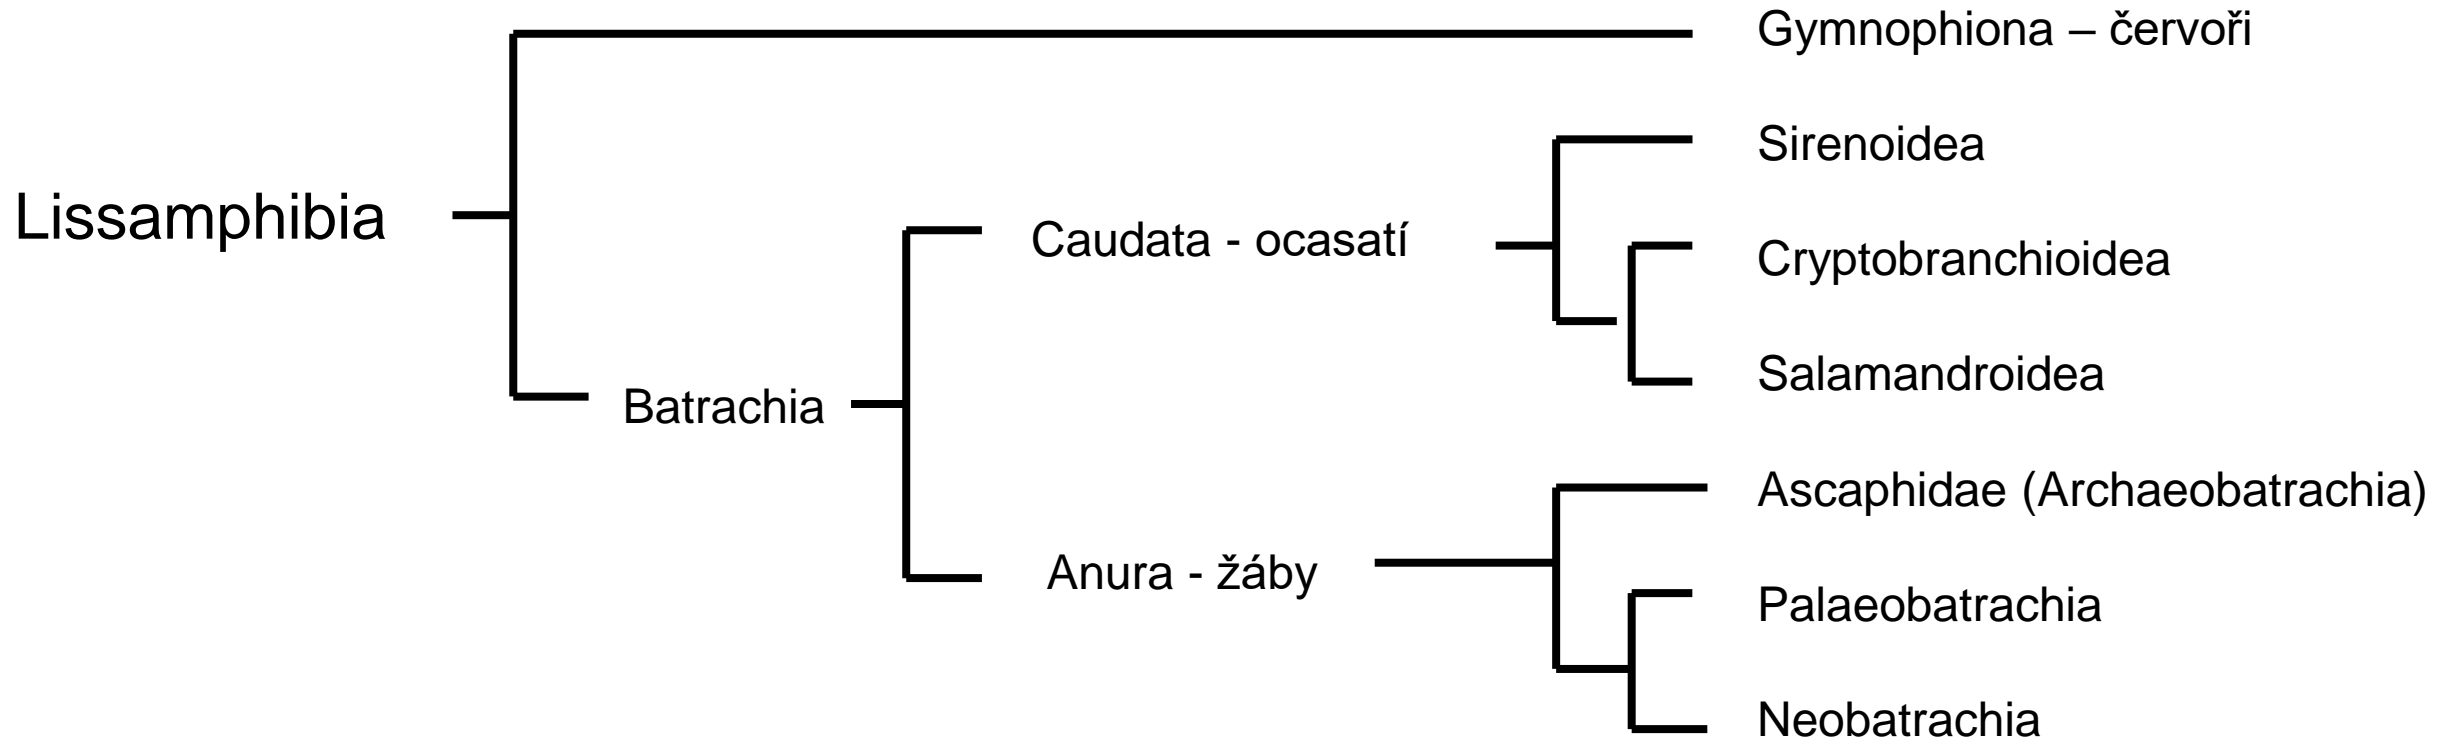 Gymnophiona – červoři
Sirenoidea
Lissamphibia
Caudata - ocasatí
Cryptobranchioidea
Salamandroidea
Batrachia
Ascaphidae (Archaeobatrachia)
Anura - žáby
Palaeobatrachia
Neobatrachia